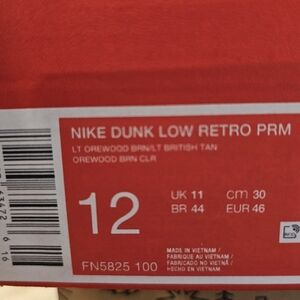 NIKE DUNK LOW RETRO PRM
LT OREWOOD BRN/LT BRITISH TAN
OREWOOD BRN CLR
12
UK 11 cm 30
BR 44 EUR 46
MADE IN VIETNAM /
FABRIQUE AU VIETNAM /
FABRICADO NO VIETNÃ /
HECHO EN VIETNAM
FN5825 100